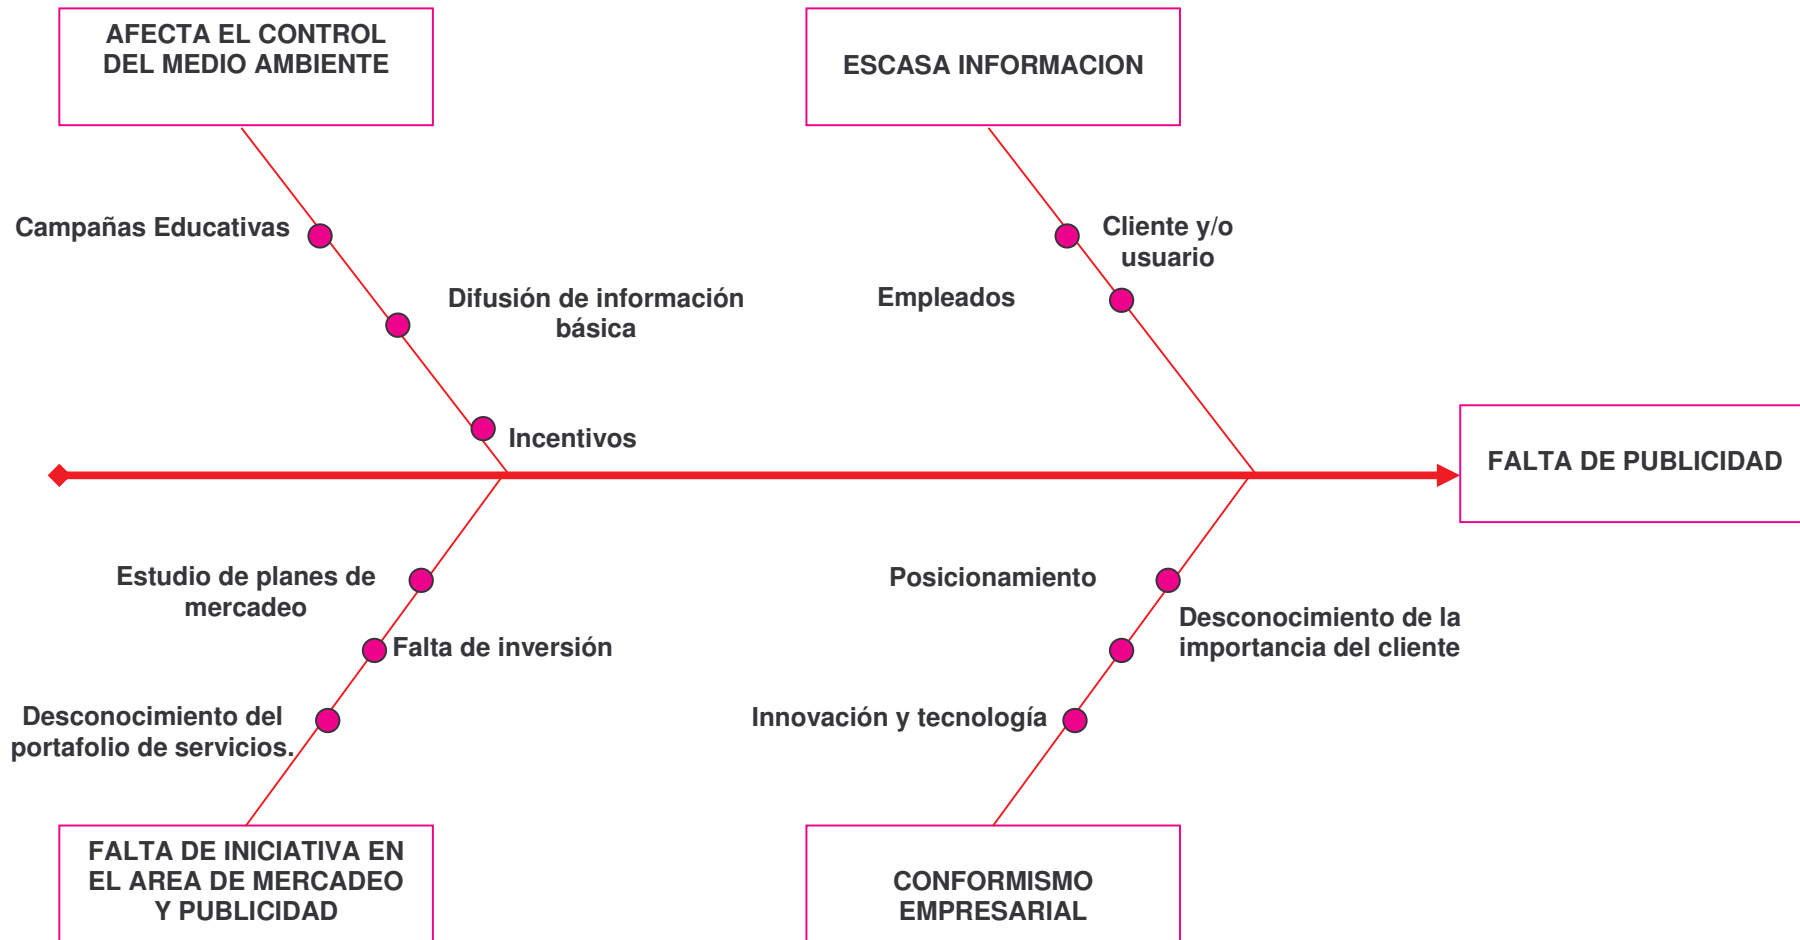 AFECTA EL CONTROL
DEL MEDIO AMBIENTE
ESCASA INFORMACION
Campañas Educativas
Cliente y/o
usuario
Difusión de información
básica
Empleados
Incentivos
FALTA DE PUBLICIDAD
Estudio de planes de
mercadeo
Posicionamiento
Falta de inversión
Desconocimiento de la
importancia del cliente
Desconocimiento del
portafolio de servicios.
Innovación y tecnología
FALTA DE INICIATIVA EN
EL AREA DE MERCADEO
Y PUBLICIDAD
CONFORMISMO
EMPRESARIAL